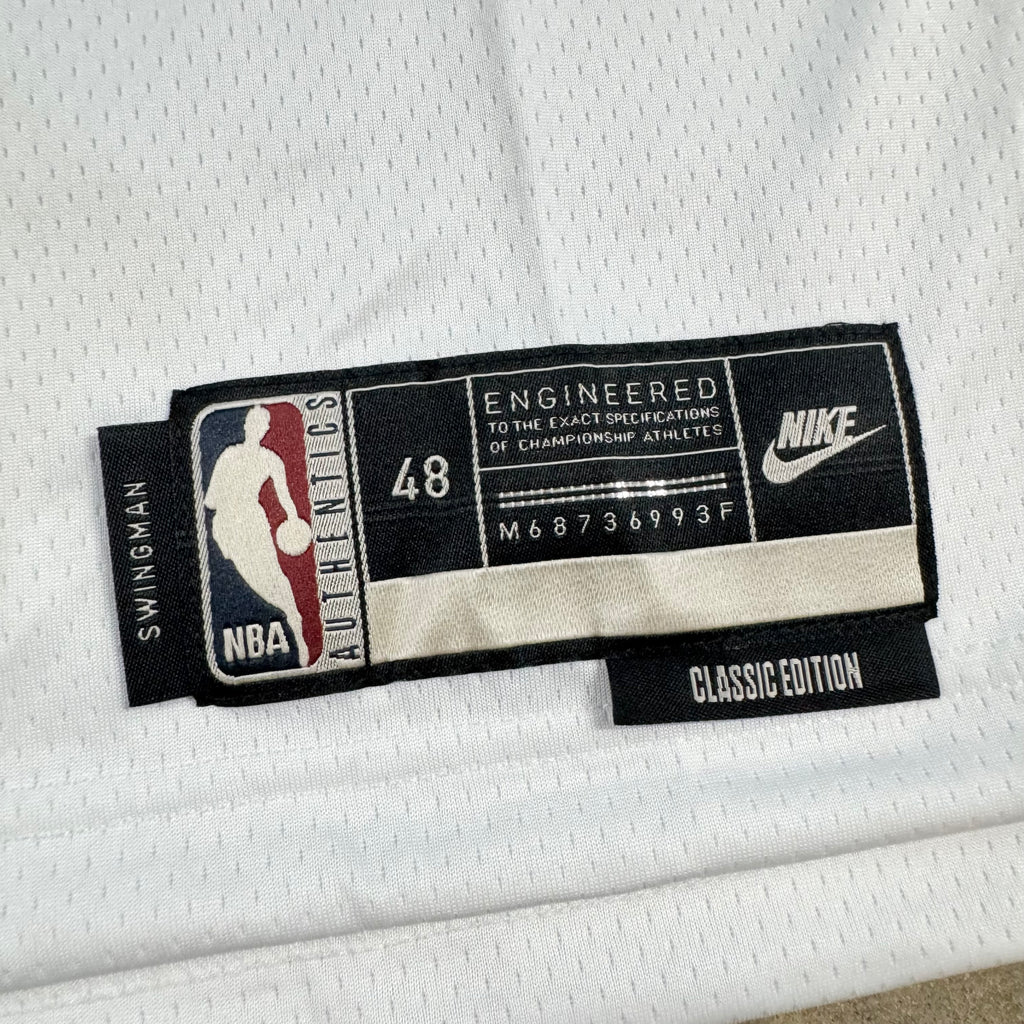 SWINGMAN
NBA
AUTHENTICS
48
ENGINEERED
TO THE EXACT SPECIFICATIONS
OF CHAMPIONSHIP ATHLETES
M68736993F
NIKE
CLASSIC EDITION